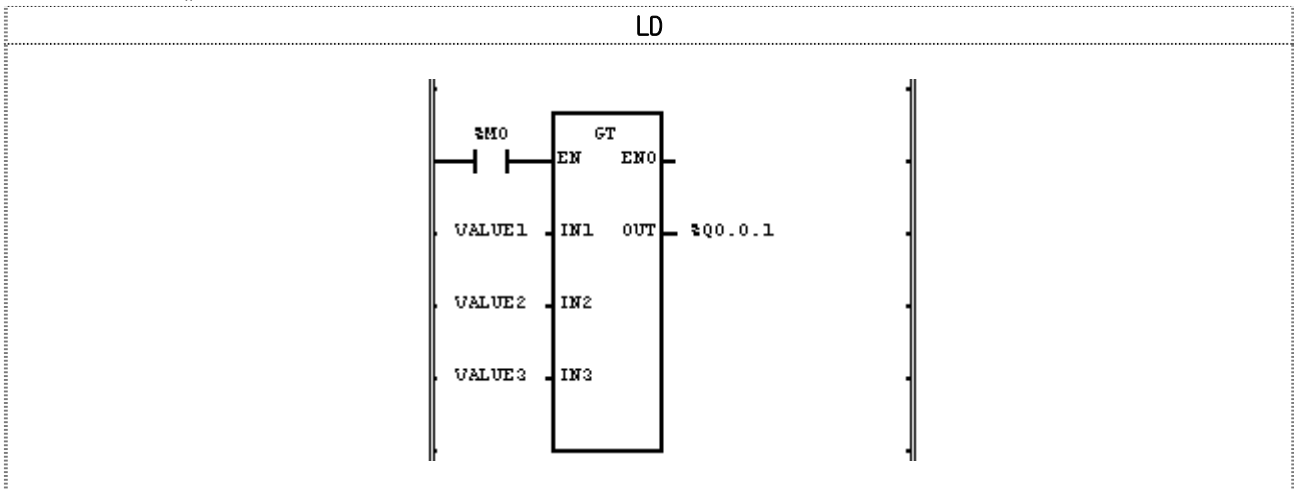 LD
%M0
GT
EN ENO
VALUE1 IN1 OUT %Q0.0.1
VALUE2 IN2
VALUE3 IN3